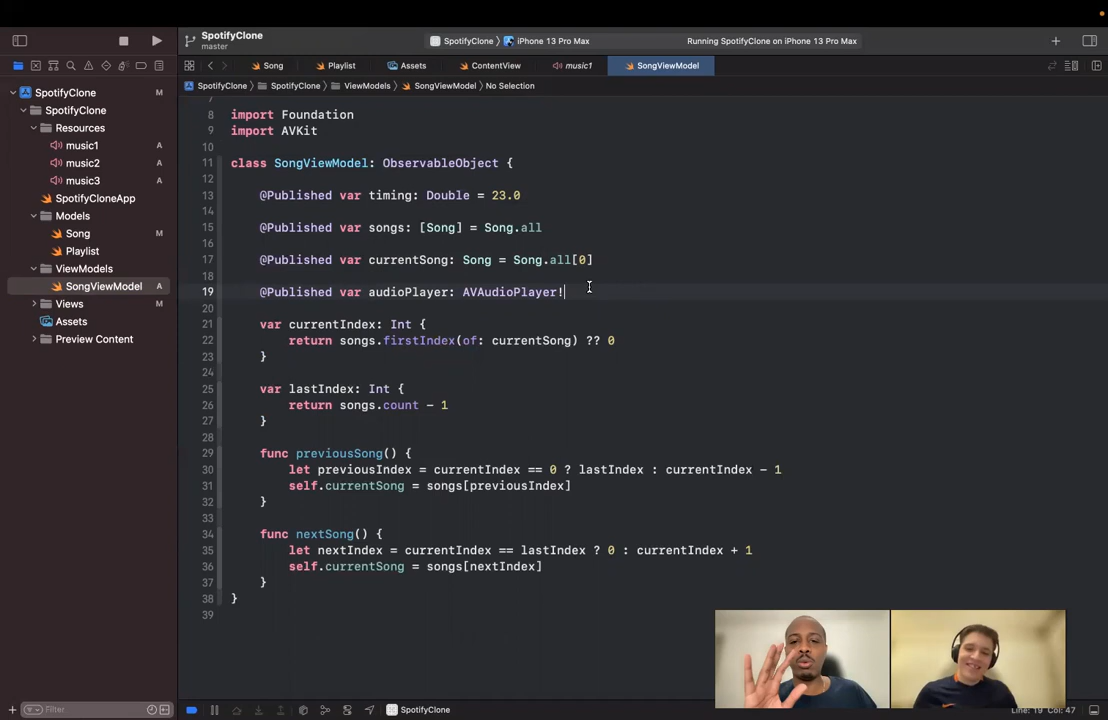 SpotifyClone
master
SpotifyClone
iPhone 13 Pro Max
Running SpotifyClone on iPhone 13 Pro Max
Song
Playlist
Assets
ContentView
music1
SongViewModel
SpotifyClone
SpotifyClone
ViewModels
SongViewModel
No Selection
SpotifyClone M
SpotifyClone
Resources
music1 A
music2 A
music3 A
SpotifyCloneApp
Models
Song A
Playlist A
ViewModels
SongViewModel A
Views
Assets
Preview Content
Filter
7
8 import Foundation
9 import AVKit
10
11 class SongViewModel: ObservableObject {
12
13 @Published var timing: Double = 23.0
14
15 @Published var songs: [Song] = Song.all
16
17 @Published var currentSong: Song = Song.all[0]
18
19 @Published var audioPlayer: AVAudioPlayer!
20
21 var currentIndex: Int {
22 return songs.firstIndex(of: currentSong) ?? 0
23 }
24
25 var lastIndex: Int {
26 return songs.count - 1
27 }
28
29 func previousSong() {
30 let previousIndex = currentIndex == 0 ? lastIndex : currentIndex - 1
31 self.currentSong = songs[previousIndex]
32 }
33
34 func nextSong() {
35 let nextIndex = currentIndex == lastIndex ? 0 : currentIndex + 1
36 self.currentSong = songs[nextIndex]
37 }
38 }
39
SpotifyClone
Line: 19 Col: 47